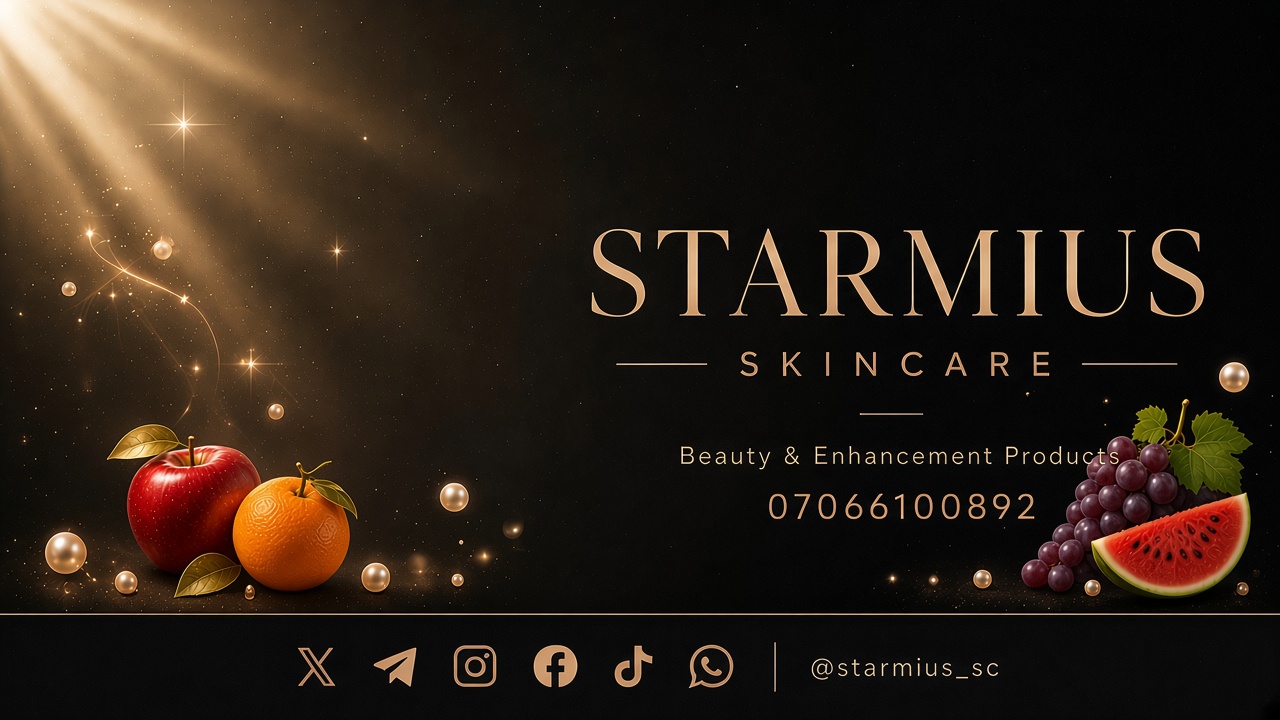 STARMIUS
SKINCARE
Beauty & Enhancement Products
07066100892
@starmius_sc